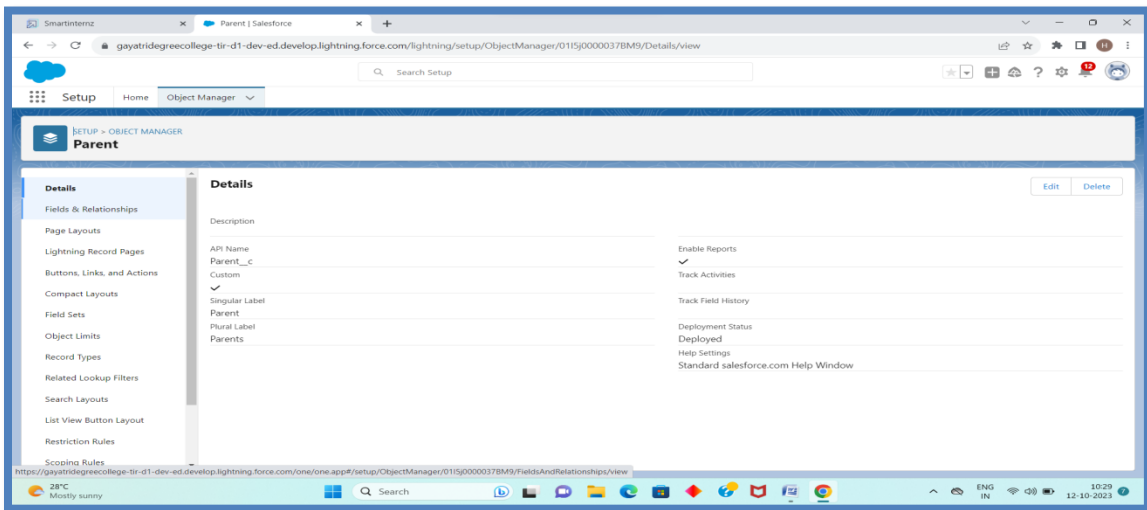 Smartinternz
Parent | Salesforce
gayatridegreecollege-tir-d1-dev-ed.develop.lightning.force.com/lightning/setup/ObjectManager/01I5j0000037BM9/Details/view
H
Search Setup
12
Setup Home Object Manager
SETUP > OBJECT MANAGER
Parent
Details
Fields & Relationships
Page Layouts
Lightning Record Pages
Buttons, Links, and Actions
Compact Layouts
Field Sets
Object Limits
Record Types
Related Lookup Filters
Search Layouts
List View Button Layout
Restriction Rules
Scoping Rules
Details
Edit Delete
Description
API Name
Parent__c
Custom
Singular Label
Parent
Plural Label
Parents
Enable Reports
Track Activities
Track Field History
Deployment Status
Deployed
Help Settings
Standard salesforce.com Help Window
https://gayatridegreecollege-tir-d1-dev-ed.develop.lightning.force.com/one/one.app#/setup/ObjectManager/01I5j0000037BM9/FieldsAndRelationships/view
28°C
Mostly sunny
Search
ENG
IN
10:29
12-10-2023